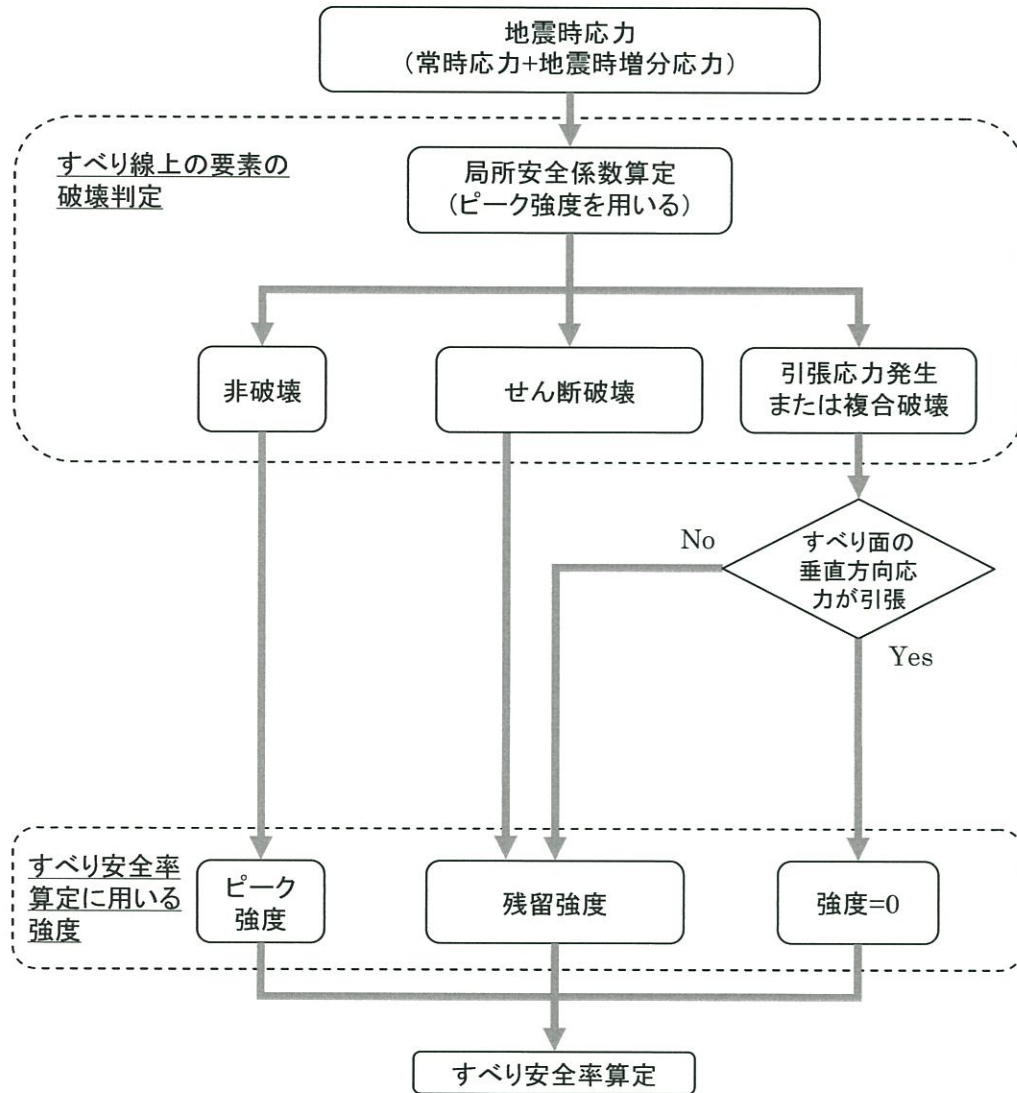 地震時応力
(常時応力+地震時増分応力)
すべり線上の要素の
破壊判定
局所安全係数算定
(ピーク強度を用いる)
非破壊
せん断破壊
引張応力発生
または複合破壊
No
すべり面の
垂直方向応
力が引張
Yes
すべり安全率
算定に用いる
強度
ピーク
強度
残留強度
強度=0
すべり安全率算定